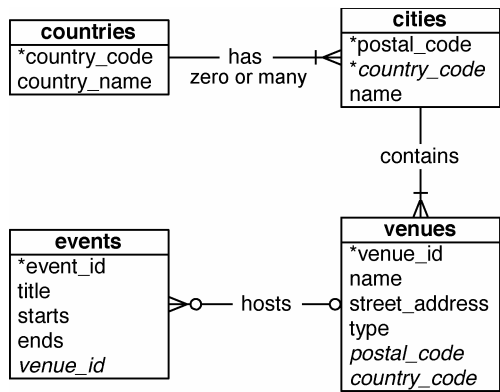 countries
*country_code
country_name
has
zero or many
cities
*postal_code
*country_code
name
contains
events
*event_id
title
starts
ends
venue_id
hosts
venues
*venue_id
name
street_address
type
postal_code
country_code